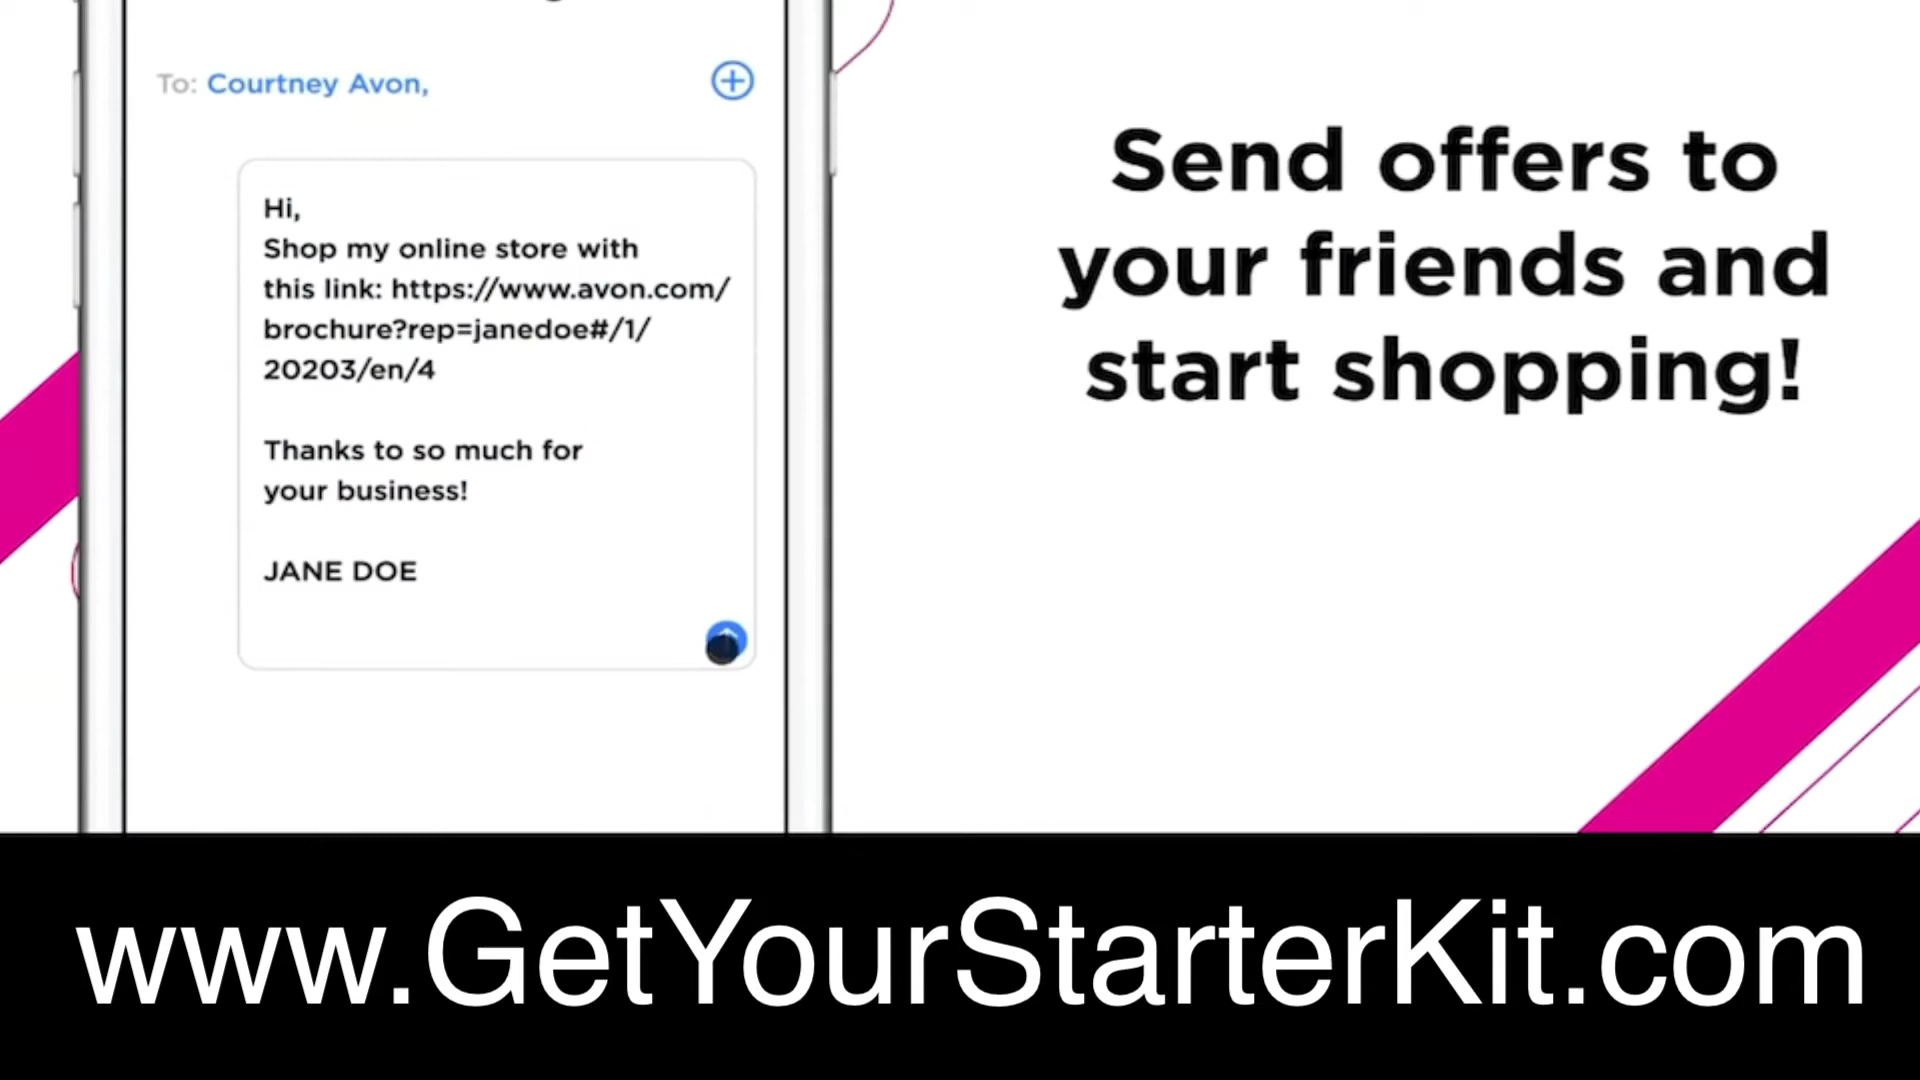 To: Courtney Avon,
Hi,
Shop my online store with
this link: https://www.avon.com/
brochure?rep=janedoe#/1/
20203/en/4
Thanks to so much for
your business!
JANE DOE
Send offers to
your friends and
start shopping!
www.GetYourStarterKit.com